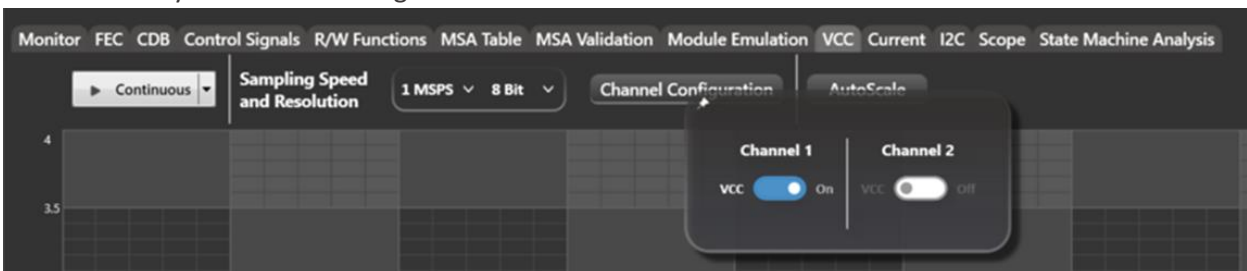 Monitor FEC CDB Control Signals R/W Functions MSA Table MSA Validation Module Emulation VCC Current I2C Scope State Machine Analysis
Continuous
Sampling Speed
and Resolution
1 MSPS 8 Bit
Channel Configuration
AutoScale
4
3.5
Channel 1
VCC On
Channel 2
VCC Off